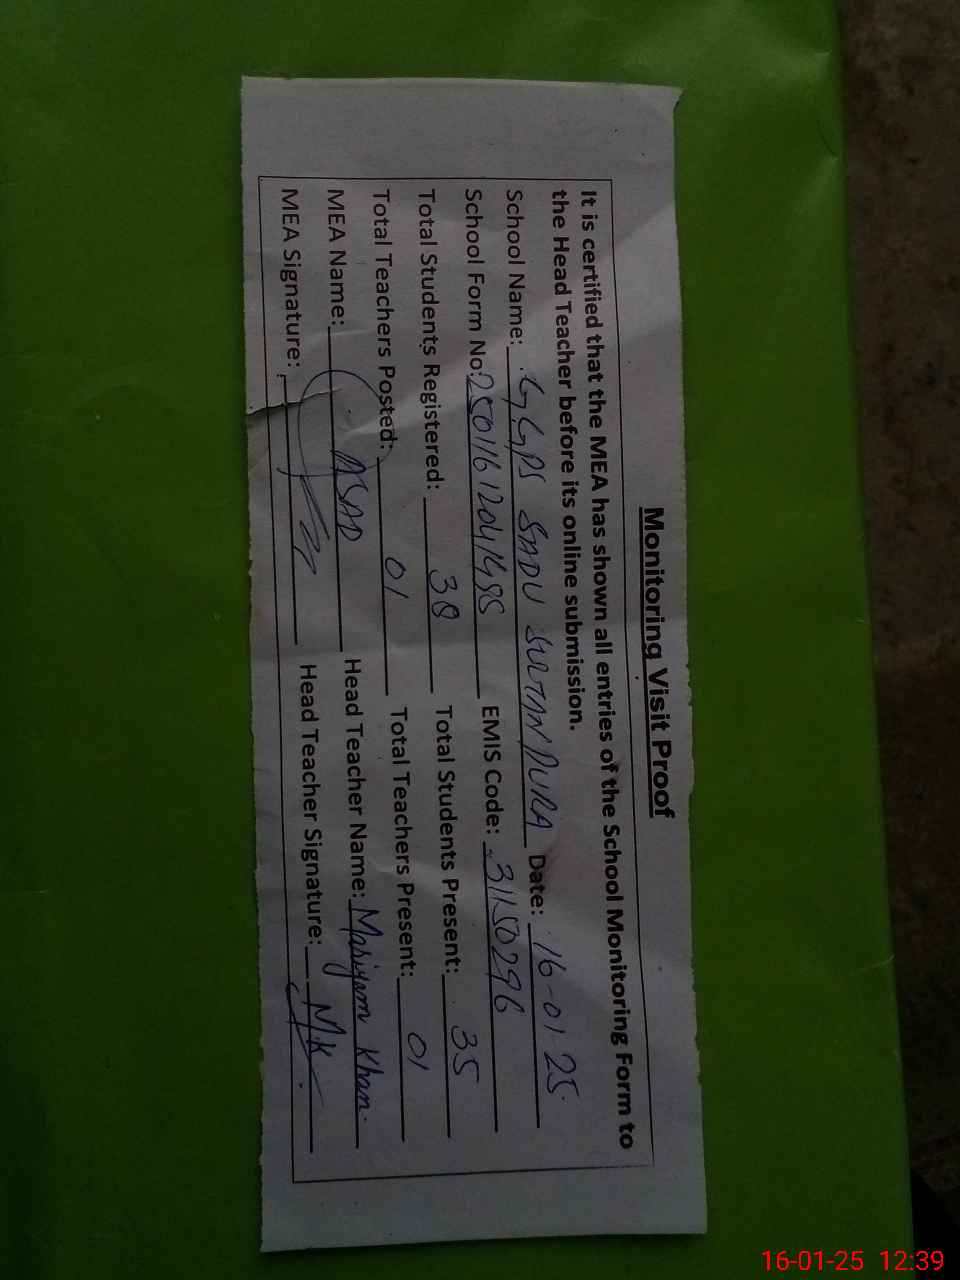 Monitoring Visit Proof
It is certified that the MEA has shown all entries of the School Monitoring Form to
the Head Teacher before its online submission.
School Name: GGPS SADU SULTANPURA Date: 16-01-25
School Form No: EMIS Code: 31150296
Total Students Registered: 38 Total Students Present: 35
Total Teachers Posted: 01 Total Teachers Present: 01
MEA Name: ASAD Head Teacher Name: Mariyam Khan
MEA Signature: Head Teacher Signature: M.K
16-01-25 12:39